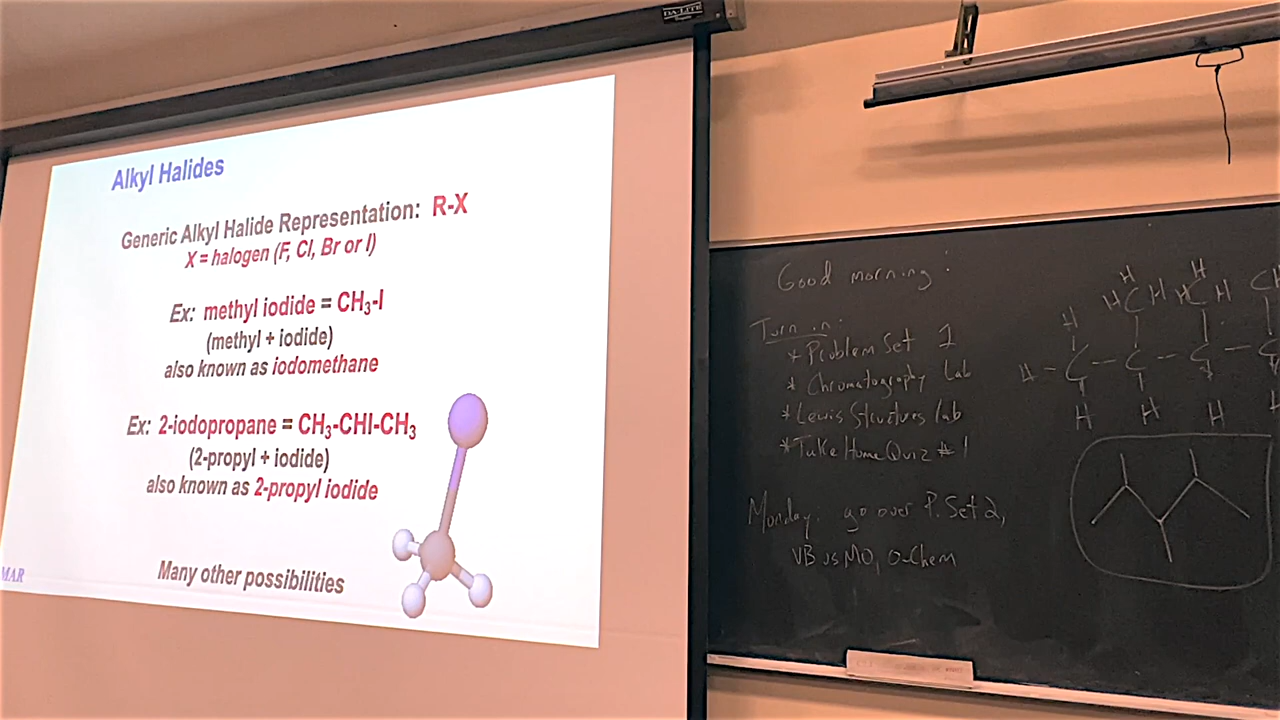 DA-LITE
Alkyl Halides
Generic Alkyl Halide Representation: R-X
X = halogen (F, Cl, Br or I)
Ex: methyl iodide = CH₃-I
(methyl + iodide)
also known as iodomethane
Ex: 2-iodopropane = CH₃-CHI-CH₃
(2-propyl + iodide)
also known as 2-propyl iodide
Many other possibilities
MAR
Good morning!
Turn in:
* Problem Set 1
* Chromatography Lab
* Lewis Structures lab
* Take Home Quiz #1
Monday: go over P. Set 2,
VB vs MO, O-Chem
H H
H C H H C H C
H
H - C - C - C - C
H H H